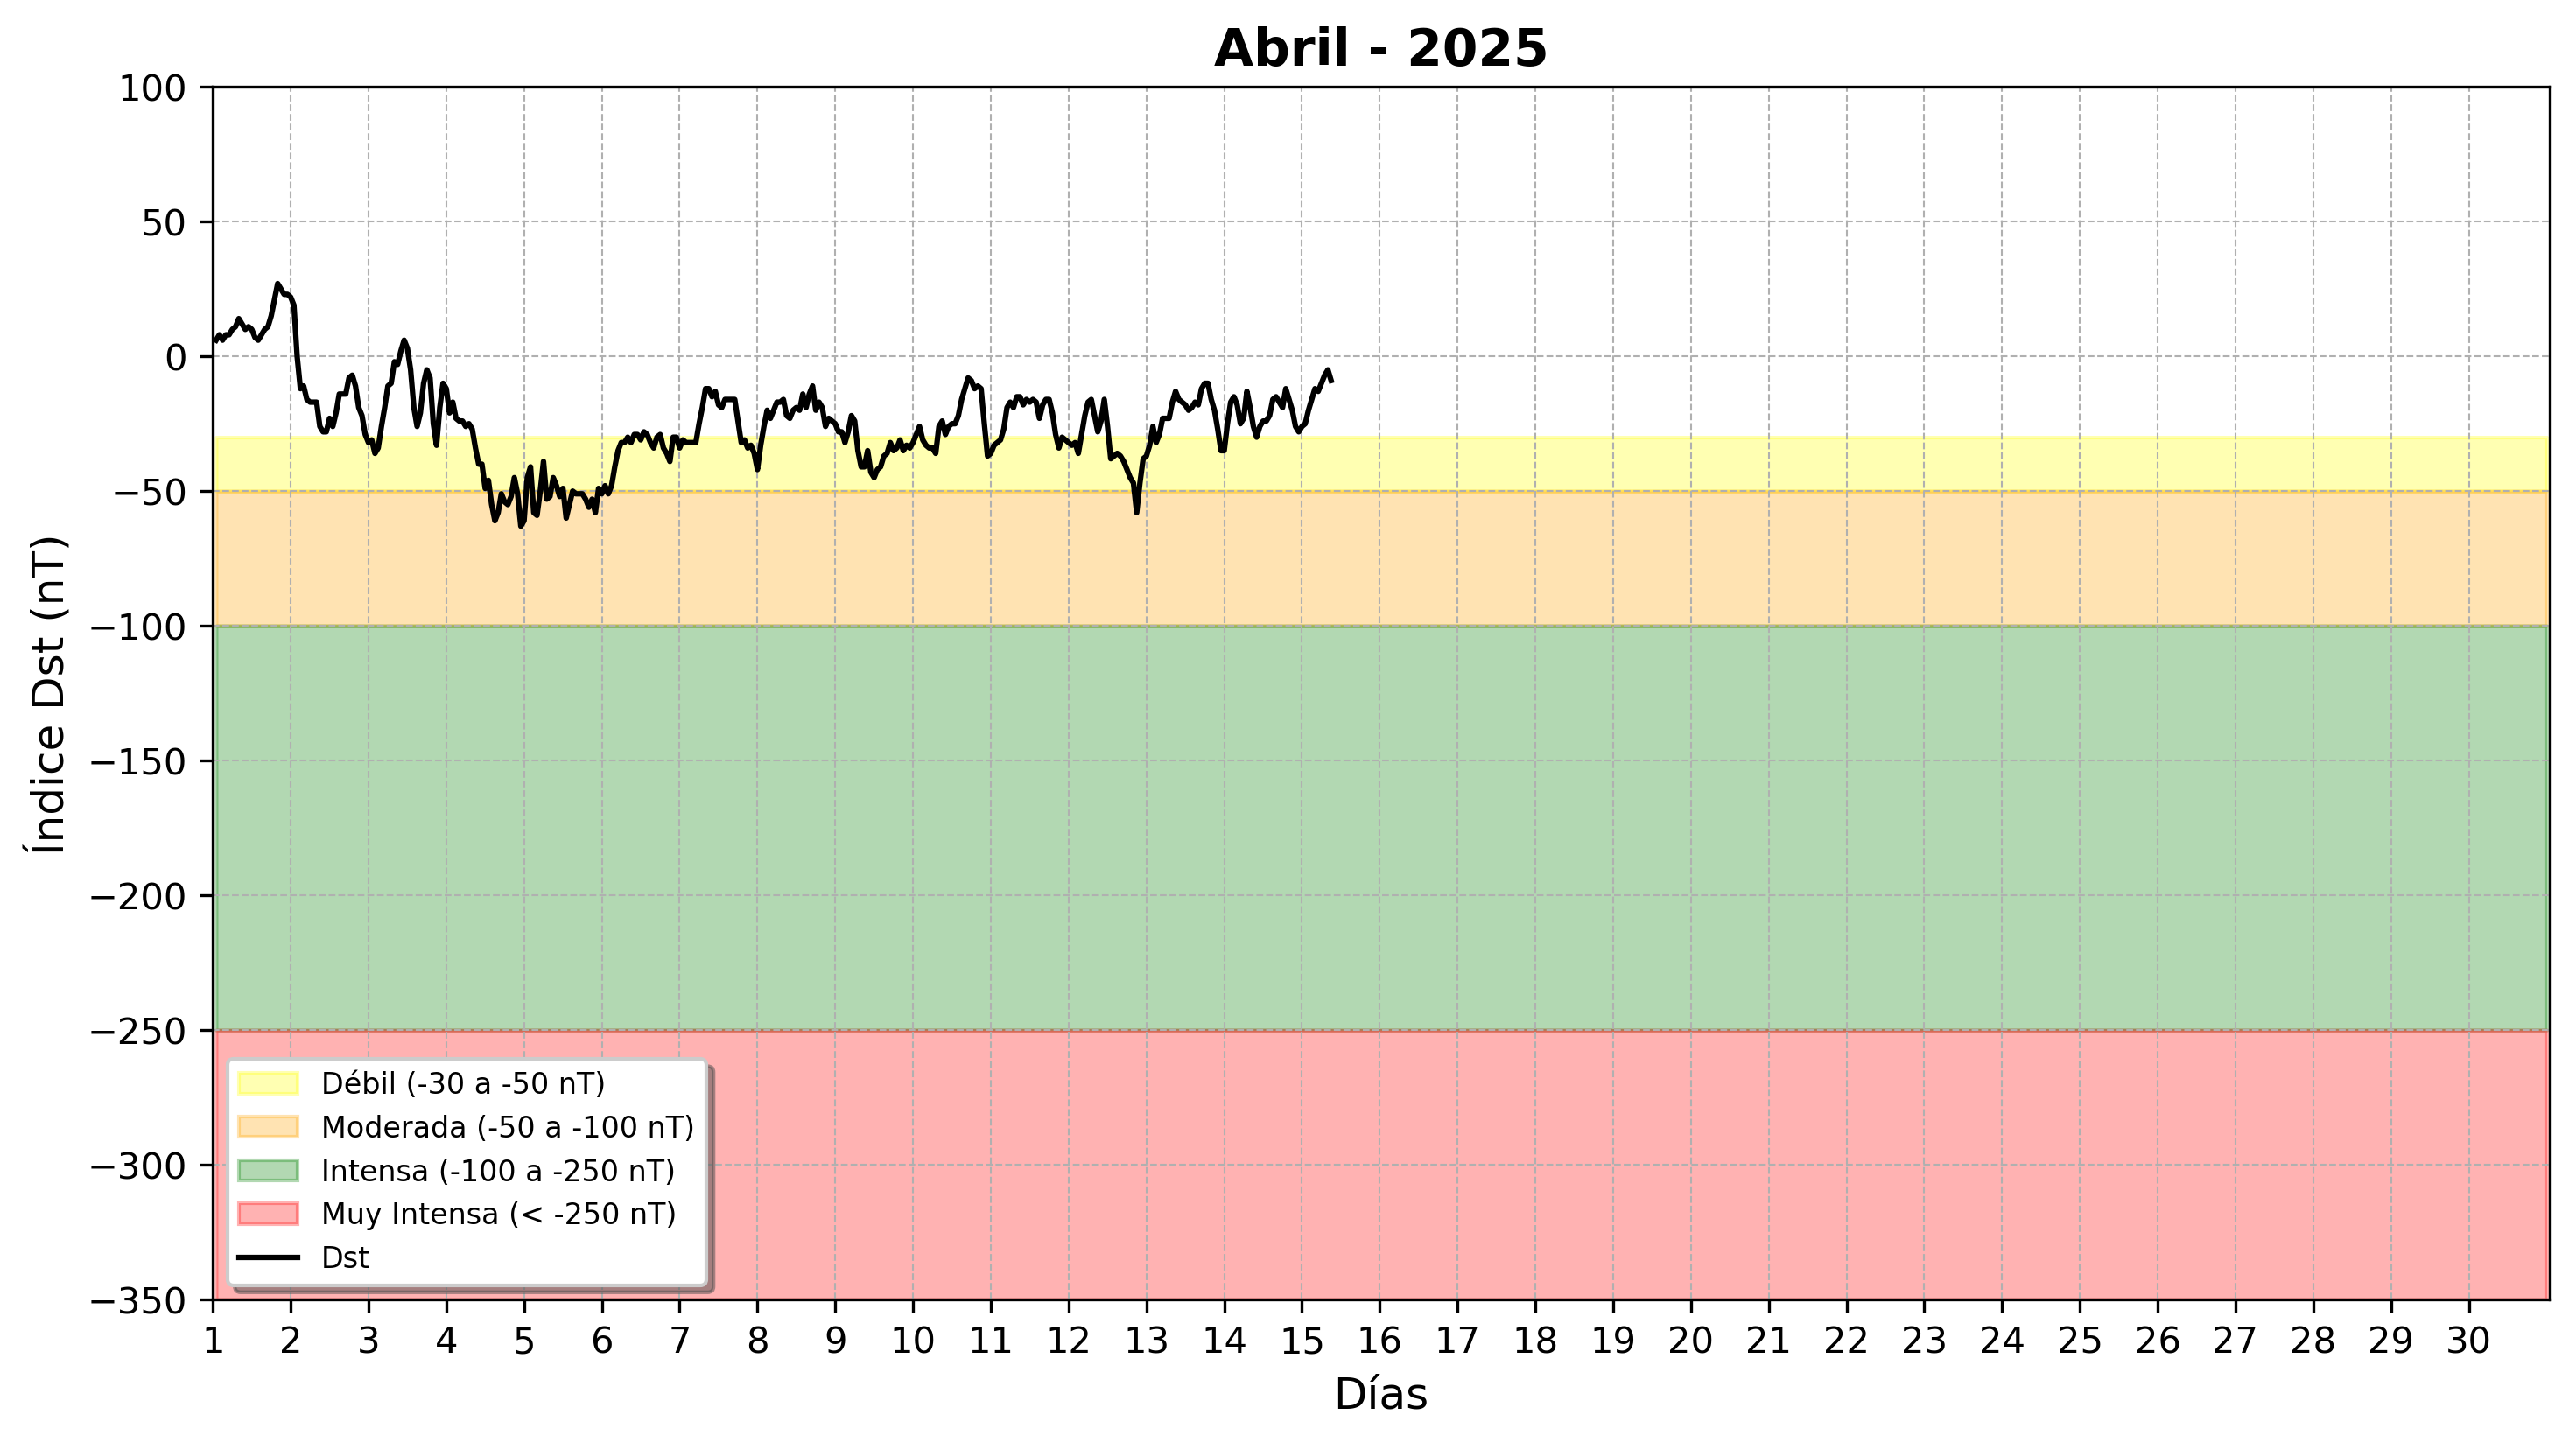 Abril - 2025
100
50
0
−50
−100
−150
−200
−250
−300
−350
Índice Dst (nT)
Débil (-30 a -50 nT)
Moderada (-50 a -100 nT)
Intensa (-100 a -250 nT)
Muy Intensa (< -250 nT)
Dst
1 2 3 4 5 6 7 8 9 10 11 12 13 14 15 16 17 18 19 20 21 22 23 24 25 26 27 28 29 30
Días